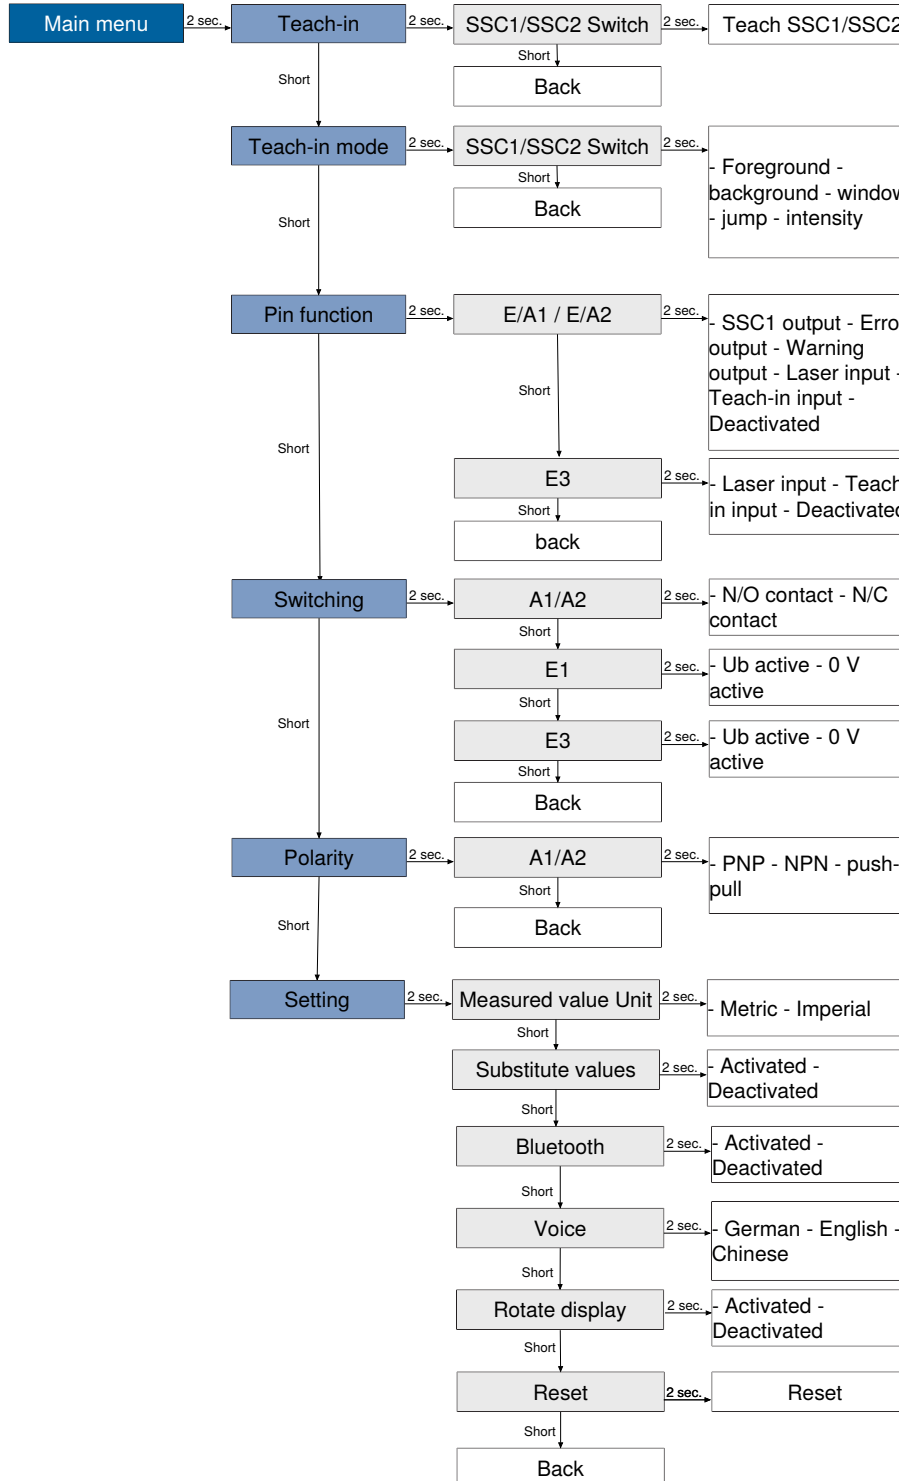 Main menu
2 sec.
Teach-in
2 sec.
SSC1/SSC2 Switch
2 sec.
Teach SSC1/SSC2
Short
Short
Back
Teach-in mode
2 sec.
SSC1/SSC2 Switch
2 sec.
- Foreground -
background - window
- jump - intensity
Short
Back
Short
Pin function
2 sec.
E/A1 / E/A2
2 sec.
- SSC1 output - Erro
output - Warning
output - Laser input -
Teach-in input -
Deactivated
Short
Short
E3
2 sec.
- Laser input - Teach
in input - Deactivated
Short
back
Switching
2 sec.
A1/A2
2 sec.
- N/O contact - N/C
contact
Short
E1
2 sec.
- Ub active - 0 V
active
Short
Short
E3
2 sec.
- Ub active - 0 V
active
Short
Back
Polarity
2 sec.
A1/A2
2 sec.
- PNP - NPN - push-
pull
Short
Back
Short
Setting
2 sec.
Measured value Unit
2 sec.
- Metric - Imperial
Short
Substitute values
2 sec.
- Activated -
Deactivated
Short
Bluetooth
2 sec.
- Activated -
Deactivated
Short
Voice
2 sec.
- German - English -
Chinese
Short
Rotate display
2 sec.
- Activated -
Deactivated
Short
Reset
2 sec.
Reset
Short
Back